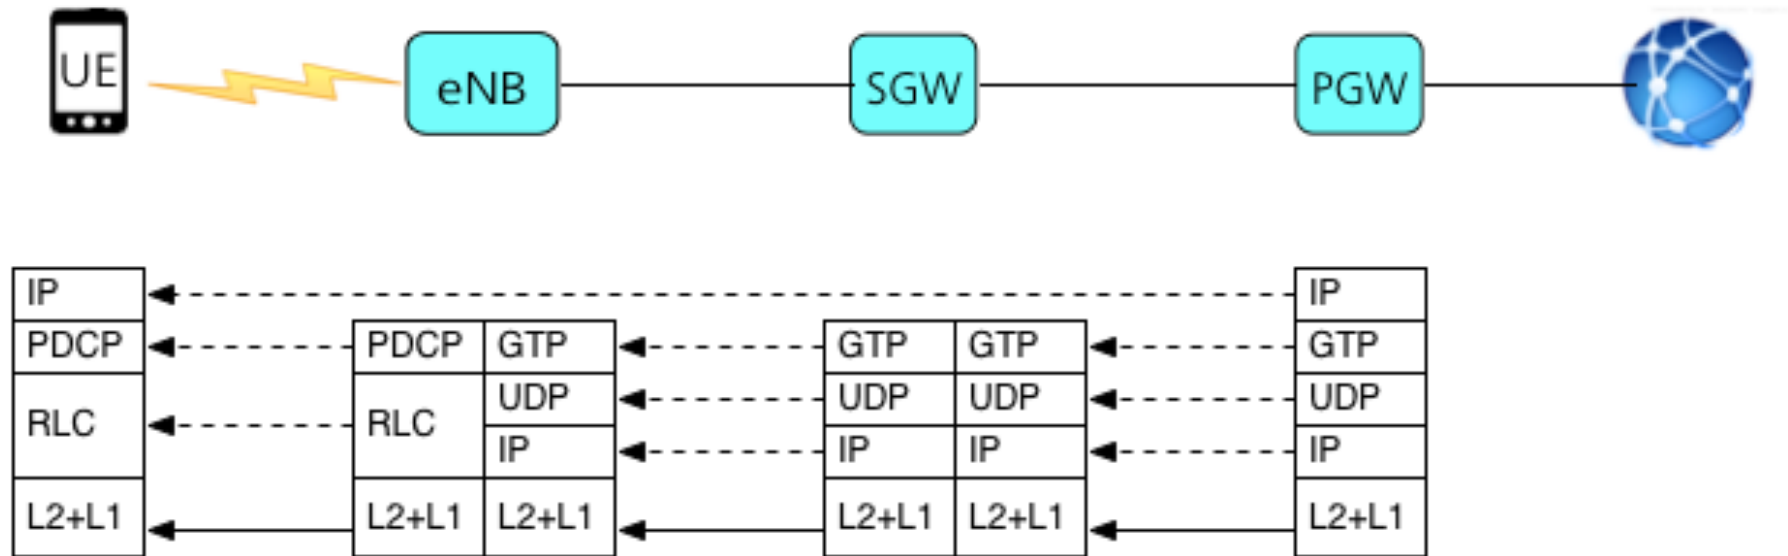 UE eNB SGW PGW
IP IP
PDCP PDCP GTP GTP GTP GTP
UDP UDP UDP UDP
RLC RLC
IP IP IP IP
L2+L1 L2+L1 L2+L1 L2+L1 L2+L1 L2+L1